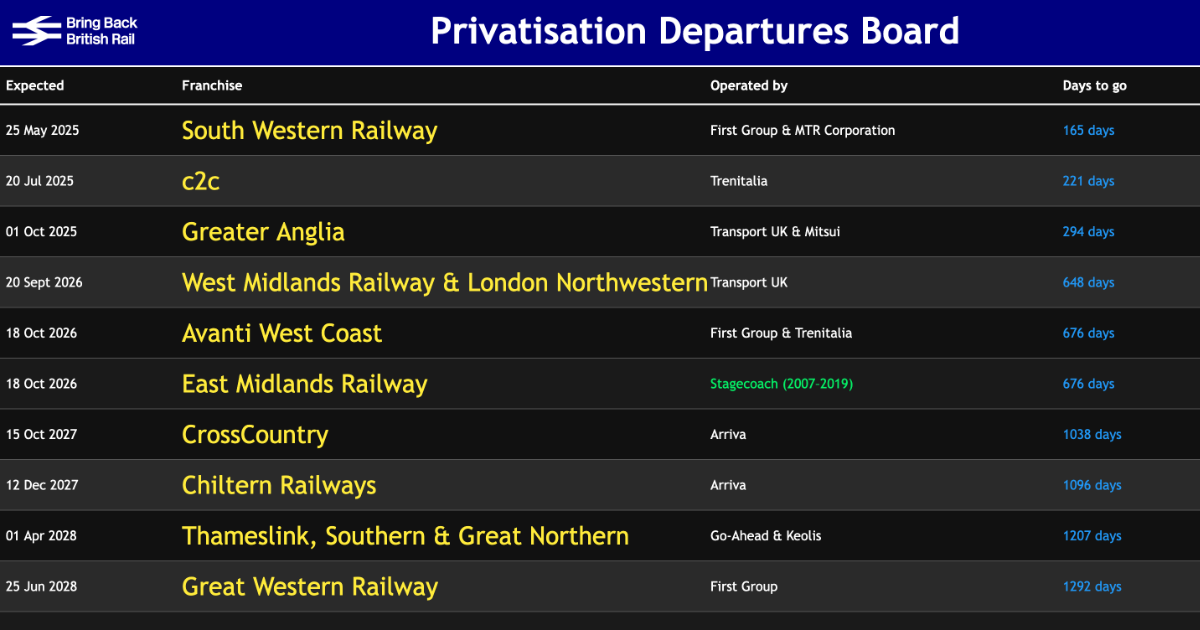 Bring Back
British Rail
Privatisation Departures Board
Expected Franchise Operated by Days to go
25 May 2025 South Western Railway First Group & MTR Corporation 165 days
20 Jul 2025 c2c Trenitalia 221 days
01 Oct 2025 Greater Anglia Transport UK & Mitsui 294 days
20 Sept 2026 West Midlands Railway & London Northwestern Transport UK 648 days
18 Oct 2026 Avanti West Coast First Group & Trenitalia 676 days
18 Oct 2026 East Midlands Railway Stagecoach (2007-2019) 676 days
15 Oct 2027 CrossCountry Arriva 1038 days
12 Dec 2027 Chiltern Railways Arriva 1096 days
01 Apr 2028 Thameslink, Southern & Great Northern Go-Ahead & Keolis 1207 days
25 Jun 2028 Great Western Railway First Group 1292 days